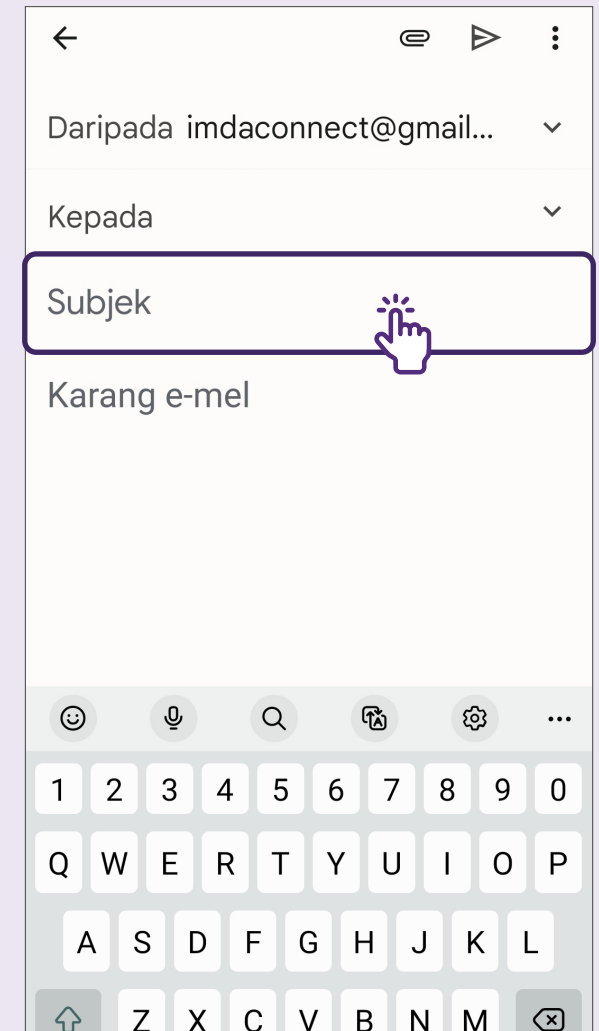 Daripada imdaconnect@gmail...
Kepada
Subjek
Karang e-mel
1 2 3 4 5 6 7 8 9 0
Q W E R T Y U I O P
A S D F G H J K L
Z X C V B N M